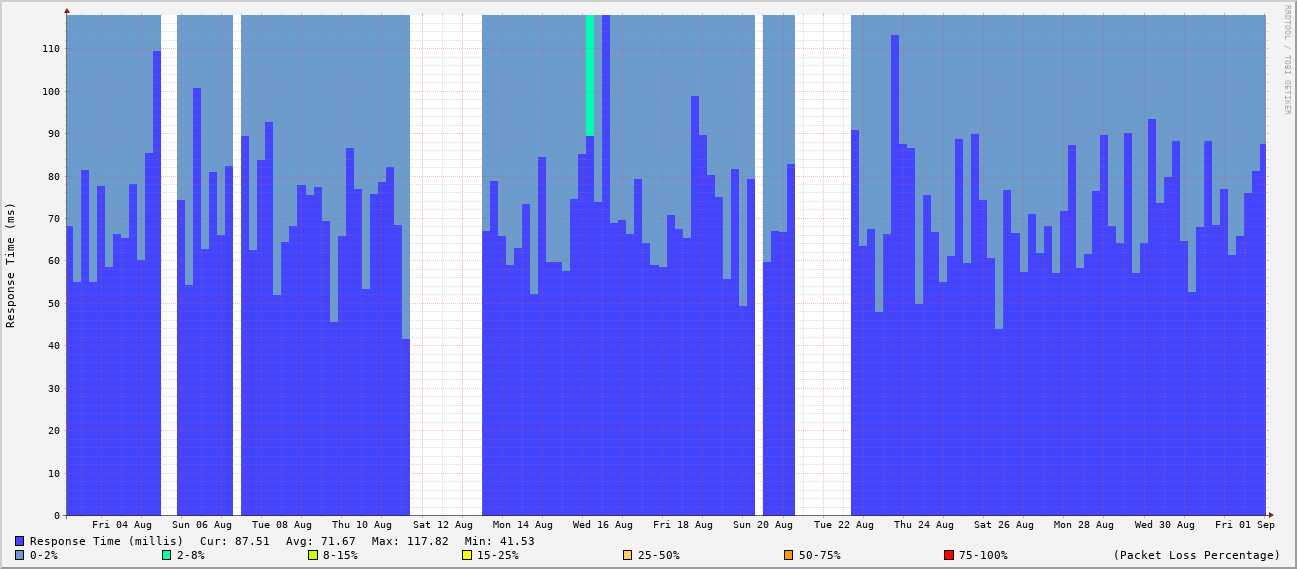 RRDTOOL / TOBI OETIKER
Response Time (ms)
110
100
90
80
70
60
50
40
30
20
10
0
Fri 04 Aug Sun 06 Aug Tue 08 Aug Thu 10 Aug Sat 12 Aug Mon 14 Aug Wed 16 Aug Fri 18 Aug Sun 20 Aug Tue 22 Aug Thu 24 Aug Sat 26 Aug Mon 28 Aug Wed 30 Aug Fri 01 Sep
Response Time (millis) Cur: 87.51 Avg: 71.67 Max: 117.82 Min: 41.53
0-2% 2-8% 8-15% 15-25% 25-50% 50-75% 75-100% (Packet Loss Percentage)